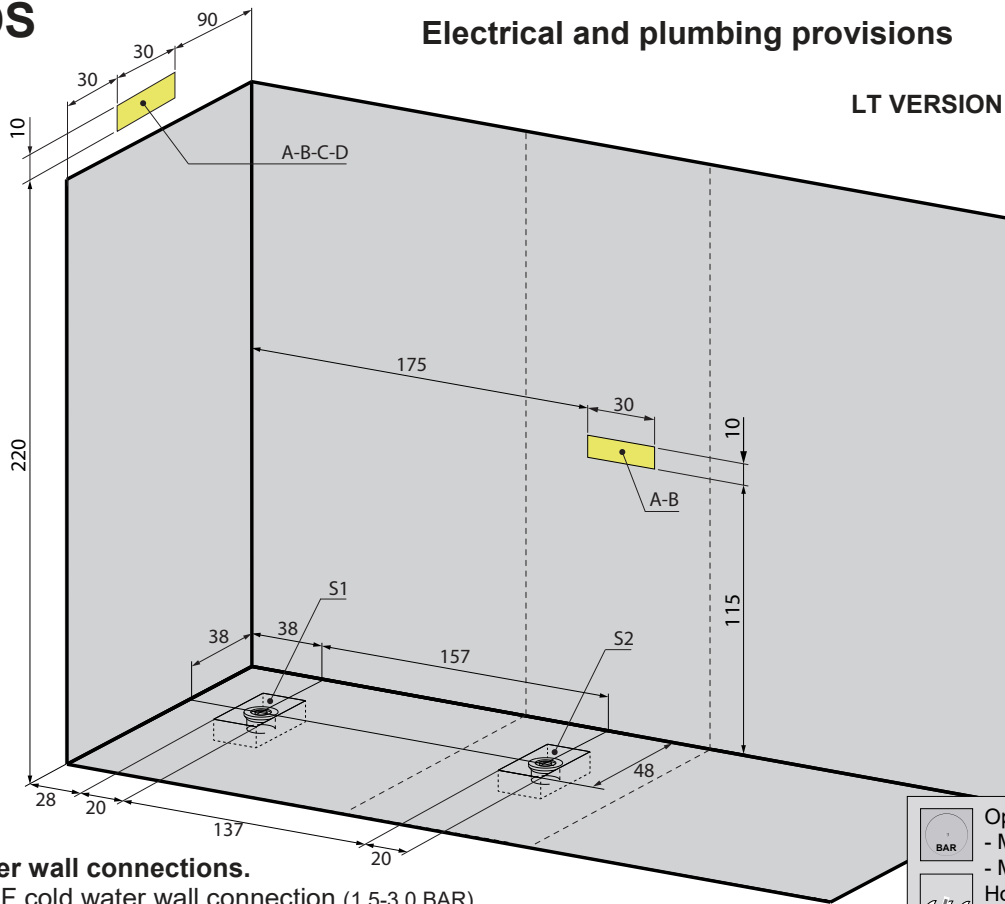 OS
Electrical and plumbing provisions
LT VERSION
90
30
30
10
A-B-C-D
220
175
30
10
A-B
115
S1
38
38
157
S2
48
28
20
137
20
wall connections.
cold water wall connection (1,5-3,0 BAR)
BAR